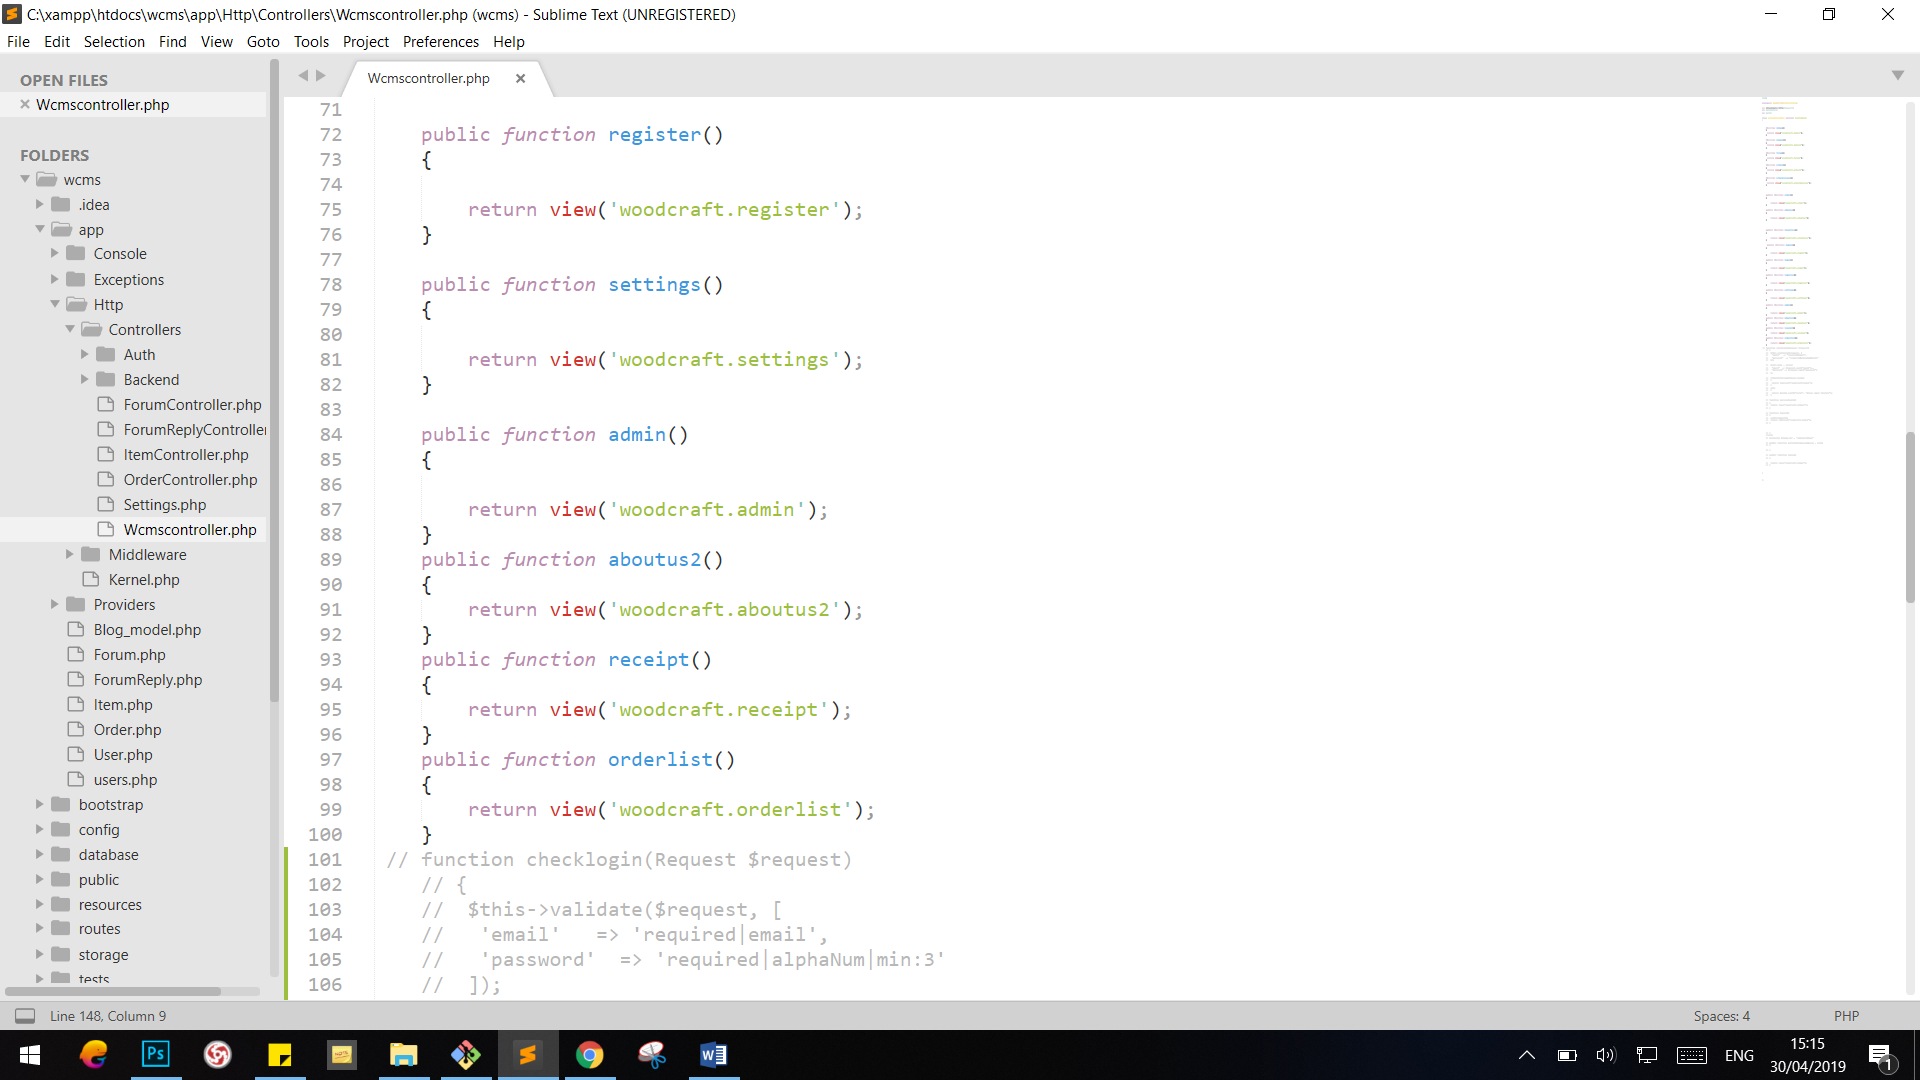 C:\xampp\htdocs\wcms\app\Http\Controllers\Wcmscontroller.php (wcms) - Sublime Text (UNREGISTERED)
File Edit Selection Find View Goto Tools Project Preferences Help
OPEN FILES
Wcmscontroller.php
FOLDERS
wcms
.idea
app
Console
Exceptions
Http
Controllers
Auth
Backend
ForumController.php
ForumReplyController
ItemController.php
OrderController.php
Settings.php
Wcmscontroller.php
Middleware
Kernel.php
Providers
Blog_model.php
Forum.php
ForumReply.php
Item.php
Order.php
User.php
users.php
bootstrap
config
database
public
resources
routes
storage
tests
Wcmscontroller.php
71
72 public function register()
73 {
74
75 return view('woodcraft.register');
76 }
77
78 public function settings()
79 {
80
81 return view('woodcraft.settings');
82 }
83
84 public function admin()
85 {
86
87 return view('woodcraft.admin');
88 }
89 public function aboutus2()
90 {
91 return view('woodcraft.aboutus2');
92 }
93 public function receipt()
94 {
95 return view('woodcraft.receipt');
96 }
97 public function orderlist()
98 {
99 return view('woodcraft.orderlist');
100 }
101 // function checklogin(Request $request)
102 // {
103 // $this->validate($request, [
104 // 'email' => 'required|email',
105 // 'password' => 'required|alphaNum|min:3'
106 // ]);
Line 148, Column 9
Spaces: 4
PHP
Ps
W
ENG
15:15
30/04/2019
1